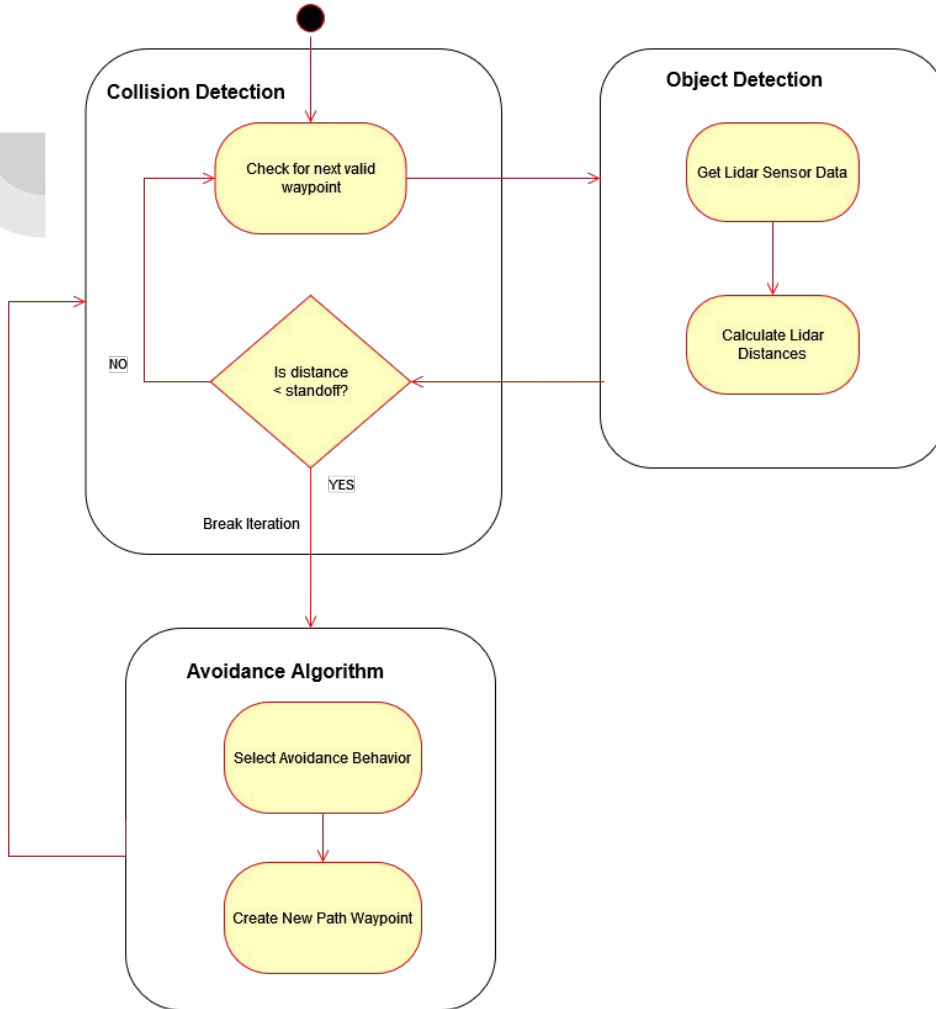 Collision Detection
Check for next valid
waypoint
Object Detection
Get Lidar Sensor Data
Calculate Lidar
Distances
Is distance
< standoff?
NO
YES
Break Iteration
Avoidance Algorithm
Select Avoidance Behavior
Create New Path Waypoint